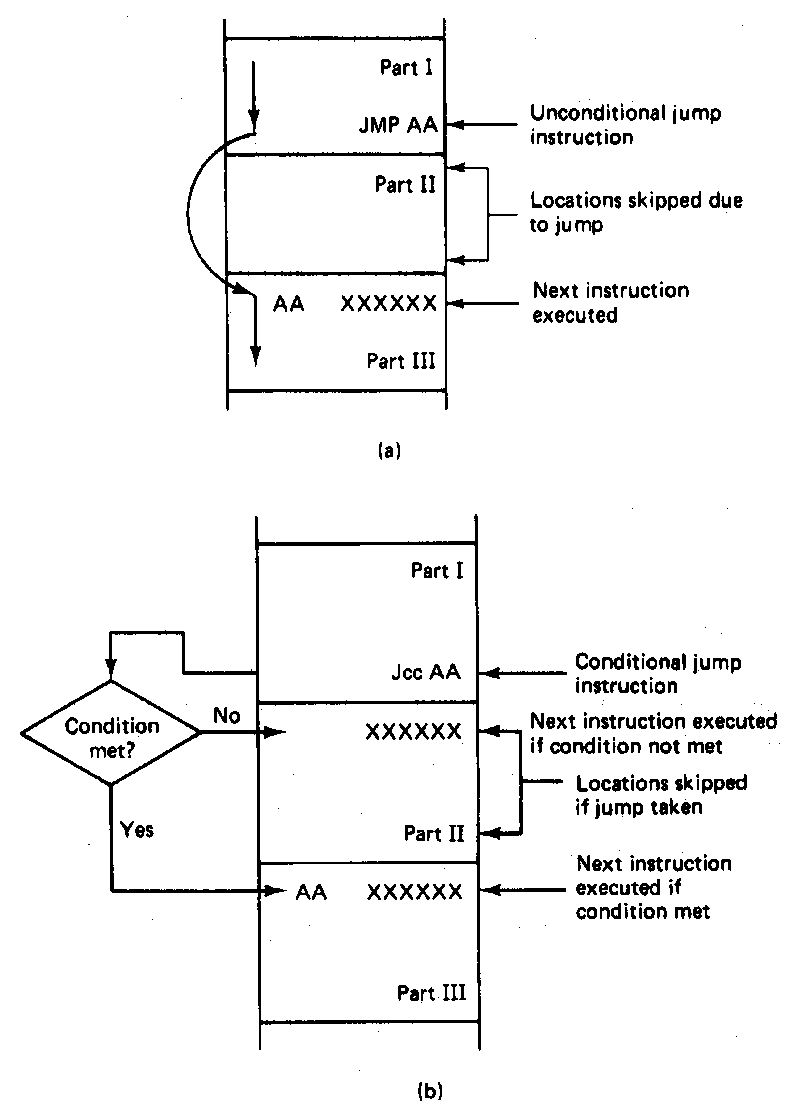 Part I
JMP AA
Unconditional jump
instruction
Part II
Locations skipped due
to jump
AA XXXXXX
Next instruction
executed
Part III
(a)
Part I
Jcc AA
Conditional jump
instruction
Condition
met?
No
XXXXXX
Next instruction executed
if condition not met
Locations skipped
if jump taken
Yes
Part II
AA XXXXXX
Next instruction
executed if
condition met
Part III
(b)